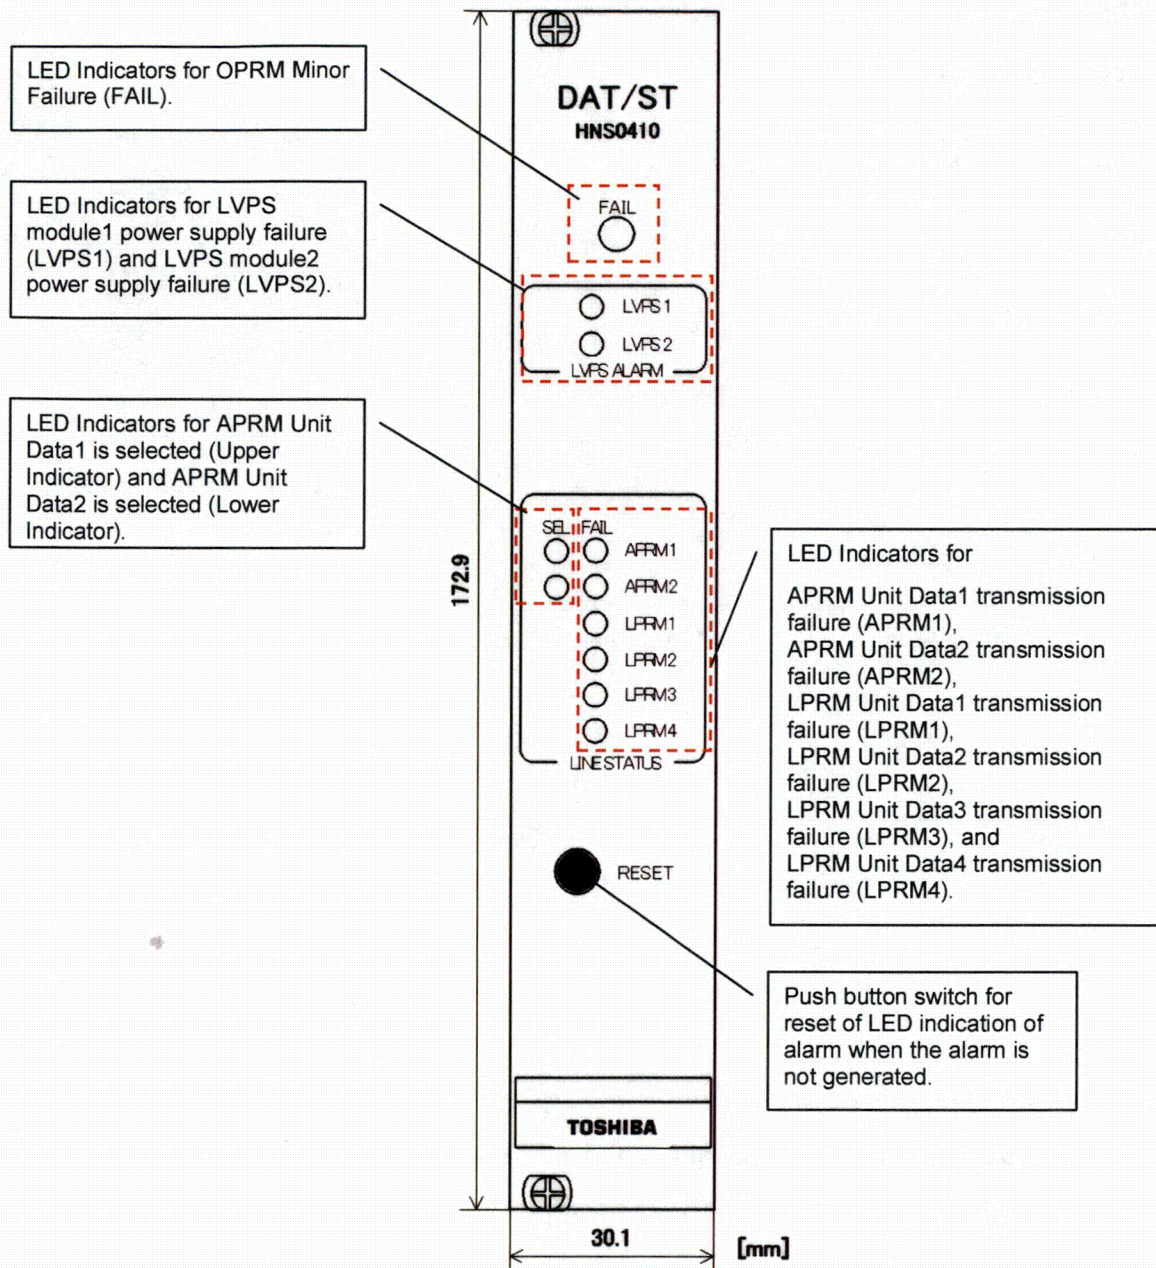 LED Indicators for OPRM Minor
Failure (FAIL).
LED Indicators for LVPS
module1 power supply failure
(LVPS1) and LVPS module2
power supply failure (LVPS2).
LED Indicators for APRM Unit
Data1 is selected (Upper
Indicator) and APRM Unit
Data2 is selected (Lower
Indicator).
172.9
DAT/ST
HNS0410
FAIL
LVPS1
LVPS2
LVPS ALARM
SEL FAIL
APRM1
APRM2
LPRM1
LPRM2
LPRM3
LPRM4
LINE STATUS
RESET
TOSHIBA
30.1
[mm]
LED Indicators for
APRM Unit Data1 transmission
failure (APRM1),
APRM Unit Data2 transmission
failure (APRM2),
LPRM Unit Data1 transmission
failure (LPRM1),
LPRM Unit Data2 transmission
failure (LPRM2),
LPRM Unit Data3 transmission
failure (LPRM3), and
LPRM Unit Data4 transmission
failure (LPRM4).
Push button switch for
reset of LED indication of
alarm when the alarm is
not generated.